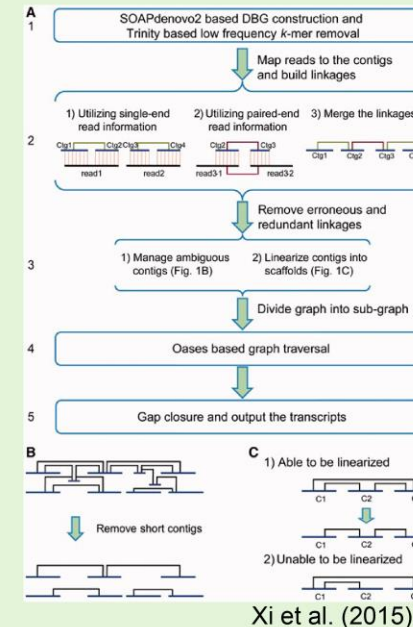 A
1
SOAPdenovo2 based DBG construction and
Trinity based low frequency k-mer removal
Map reads to the contigs
and build linkages
2
1) Utilizing single-end
read information
2) Utilizing paired-end
read information
3) Merge the linkages
Ctg1 Ctg2 Ctg3 Ctg4
Ctg2 Ctg3
Ctg1 Ctg2 Ctg3
read1 read2 read3-1 read3-2
Remove erroneous and
redundant linkages
3
1) Manage ambiguous
contigs (Fig. 1B)
2) Linearize contigs into
scaffolds (Fig. 1C)
Divide graph into sub-graph
4
Oases based graph traversal
5
Gap closure and output the transcripts
B
Remove short contigs
C
1) Able to be linearized
C1 C2
C1 C2
2) Unable to be linearized
C1 C2
Xi et al. (2015)